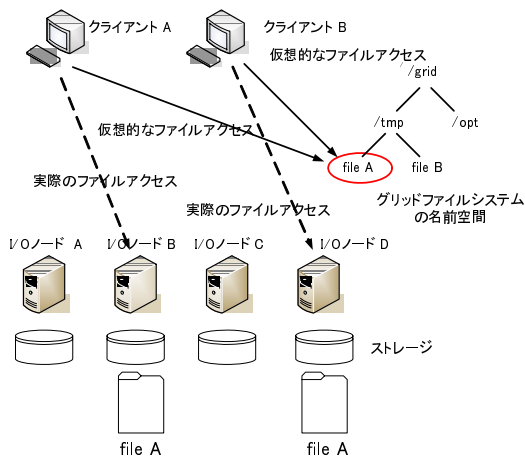 クライアント A
クライアント B
仮想的なファイルアクセス
/grid
/tmp
/opt
仮想的なファイルアクセス
file A
file B
実際のファイルアクセス
グリッドファイルシステム
の名前空間
実際のファイルアクセス
I/Oノード A
I/Oノード B
I/Oノード C
I/Oノード D
ストレージ
file A
file A